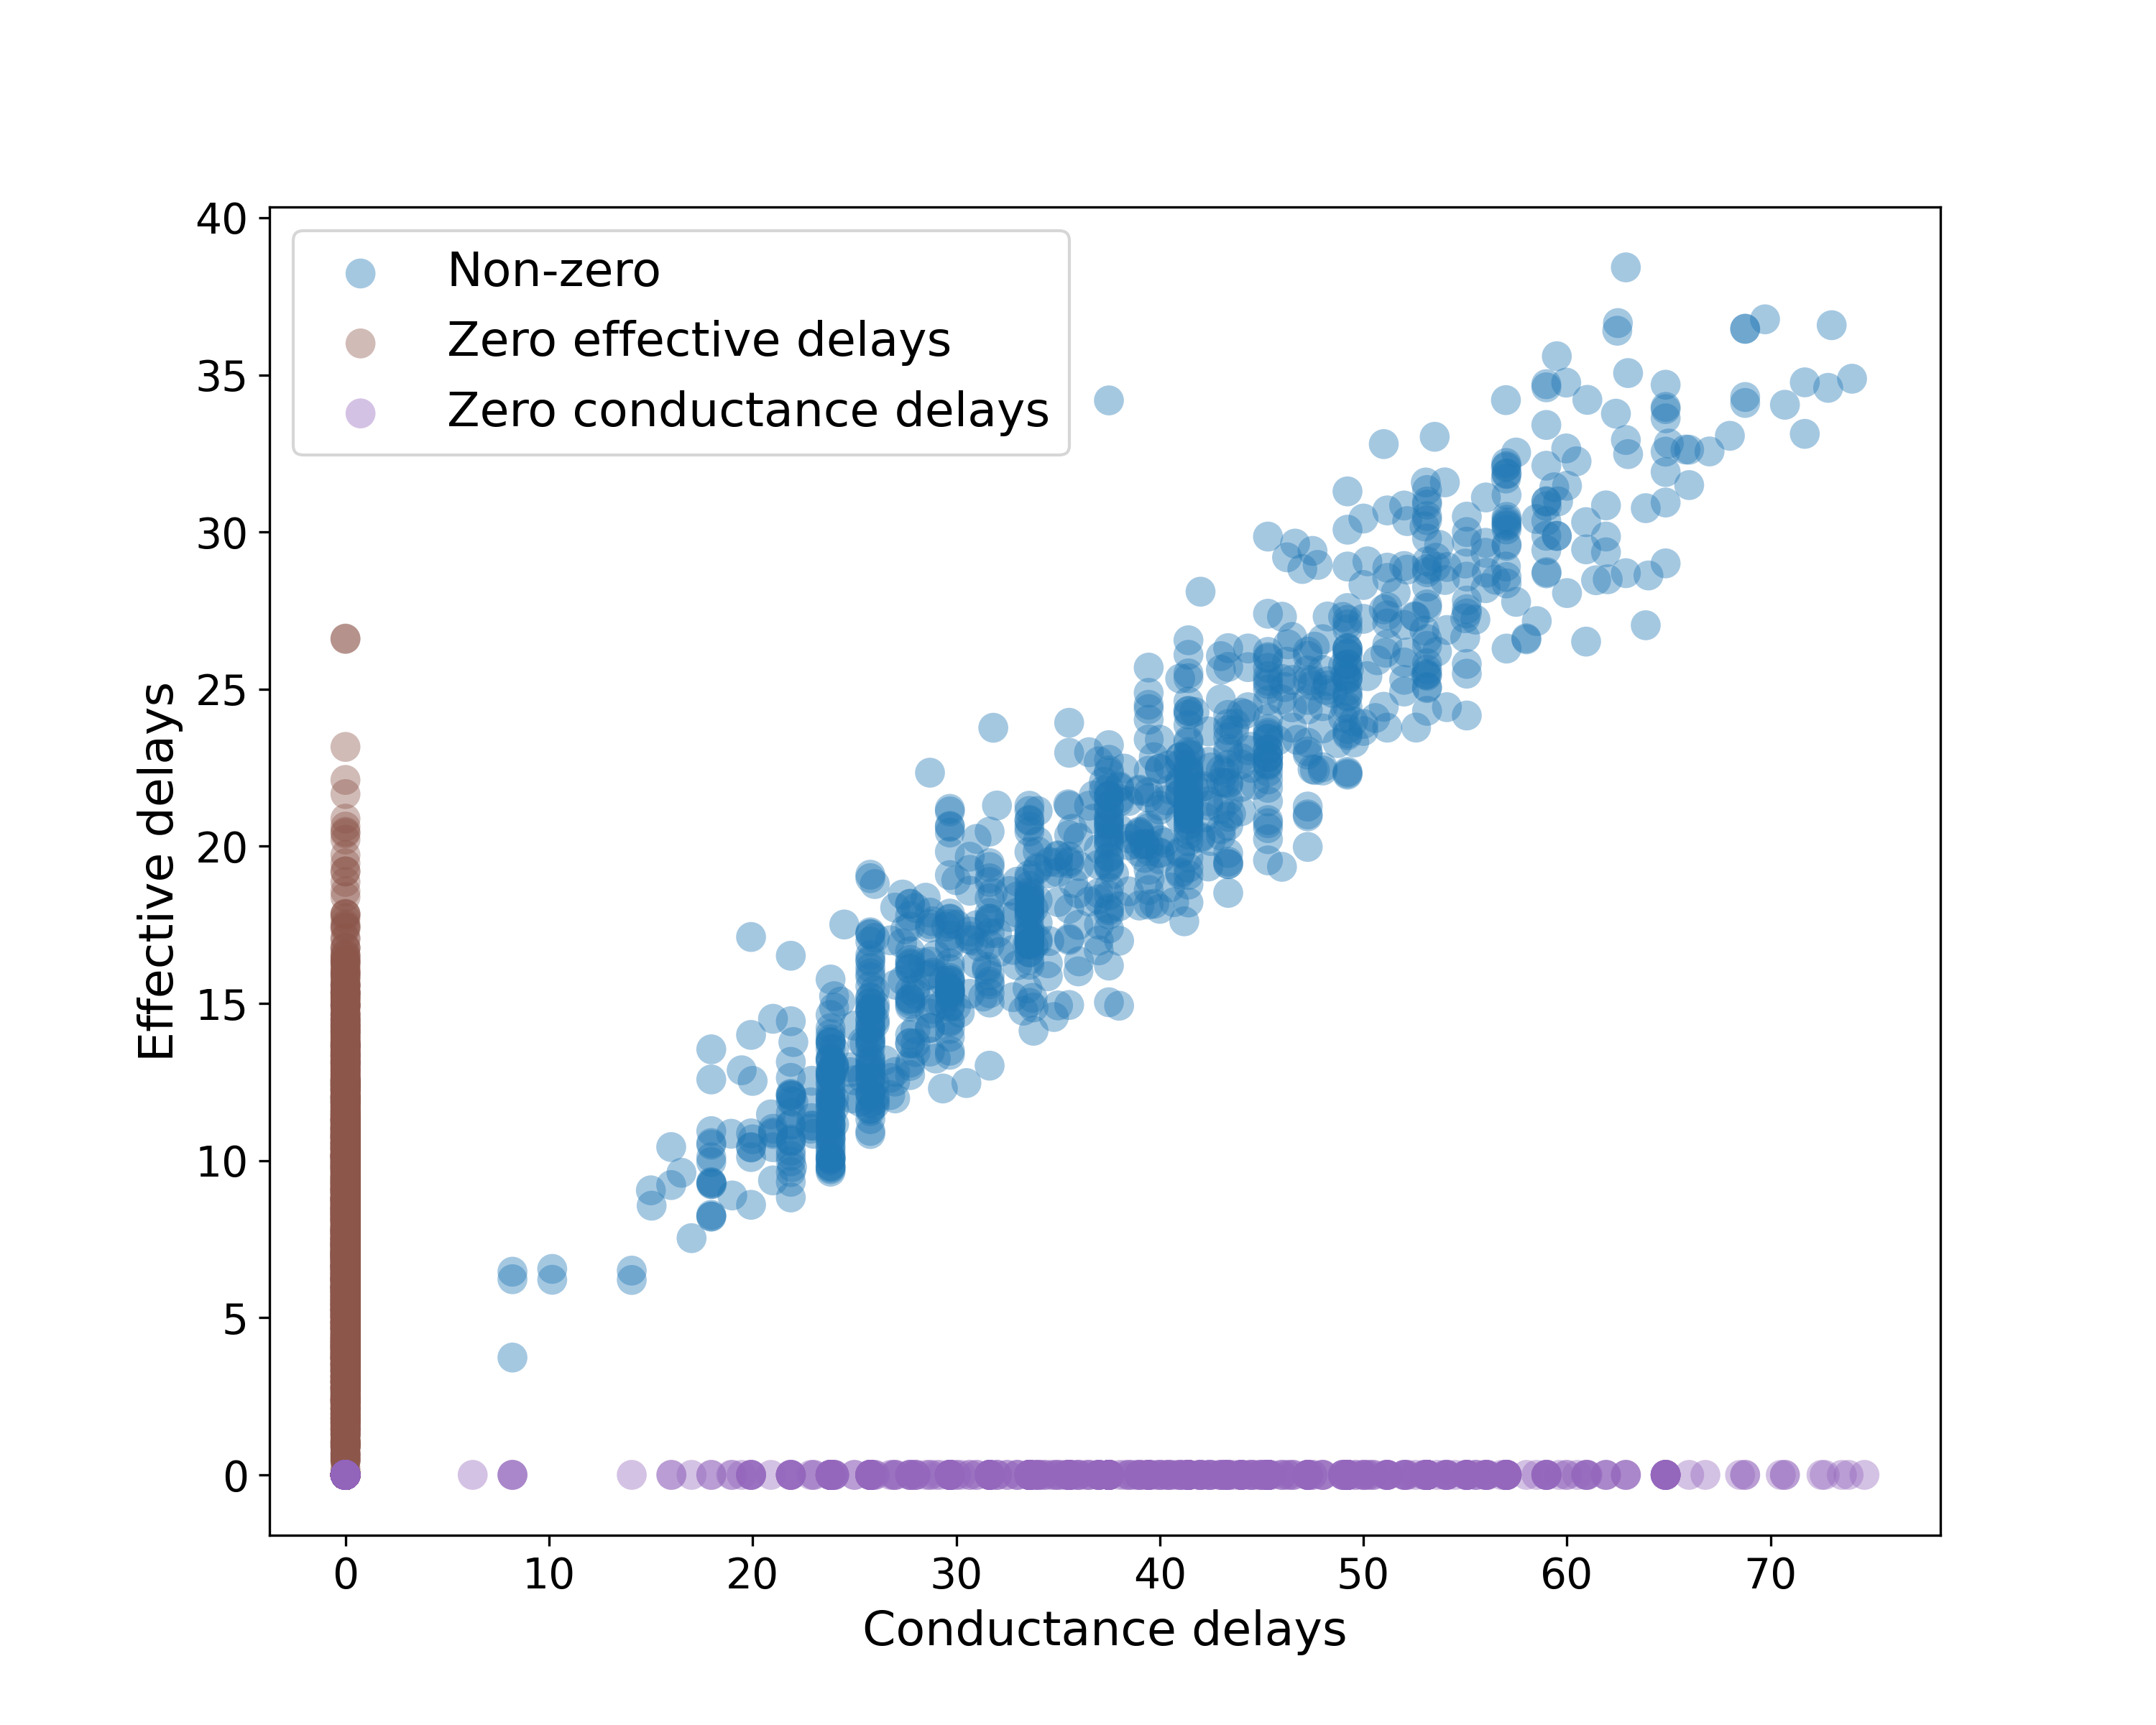 Non-zero
Zero effective delays
Zero conductance delays
40
35
30
25
20
15
10
5
0
Effective delays
0 10 20 30 40 50 60 70
Conductance delays